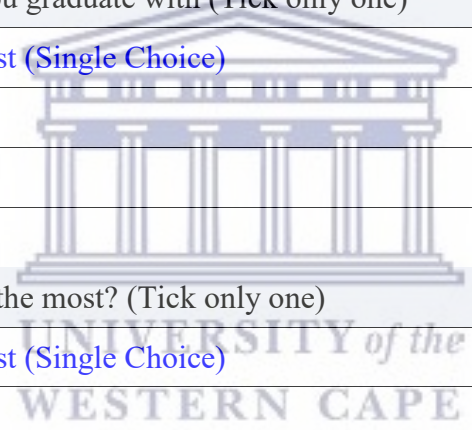 ou graduate with (Tick only one)
st (Single Choice)
the most? (Tick only one)
UNIVERSITY of the
st (Single Choice)
WESTERN CAPE